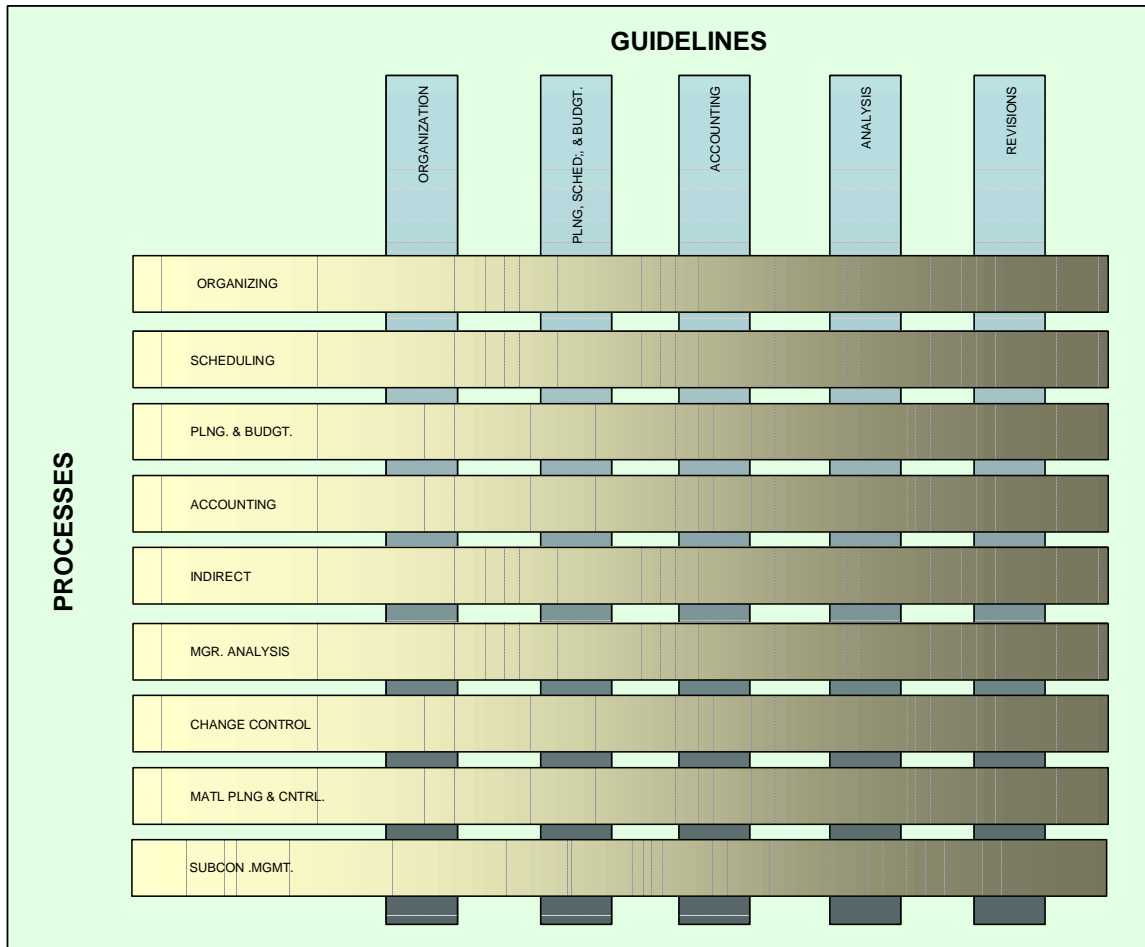 GUIDELINES
ORGANIZATION
PLNG, SCHED;, & BUDGT.
ACCOUNTING
ANALYSIS
REVISIONS
PROCESSES
ORGANIZING
SCHEDULING
PLNG. & BUDGT.
ACCOUNTING
INDIRECT
MGR. ANALYSIS
CHANGE CONTROL
MATL PLNG & CNTRL.
SUBCON .MGMT.